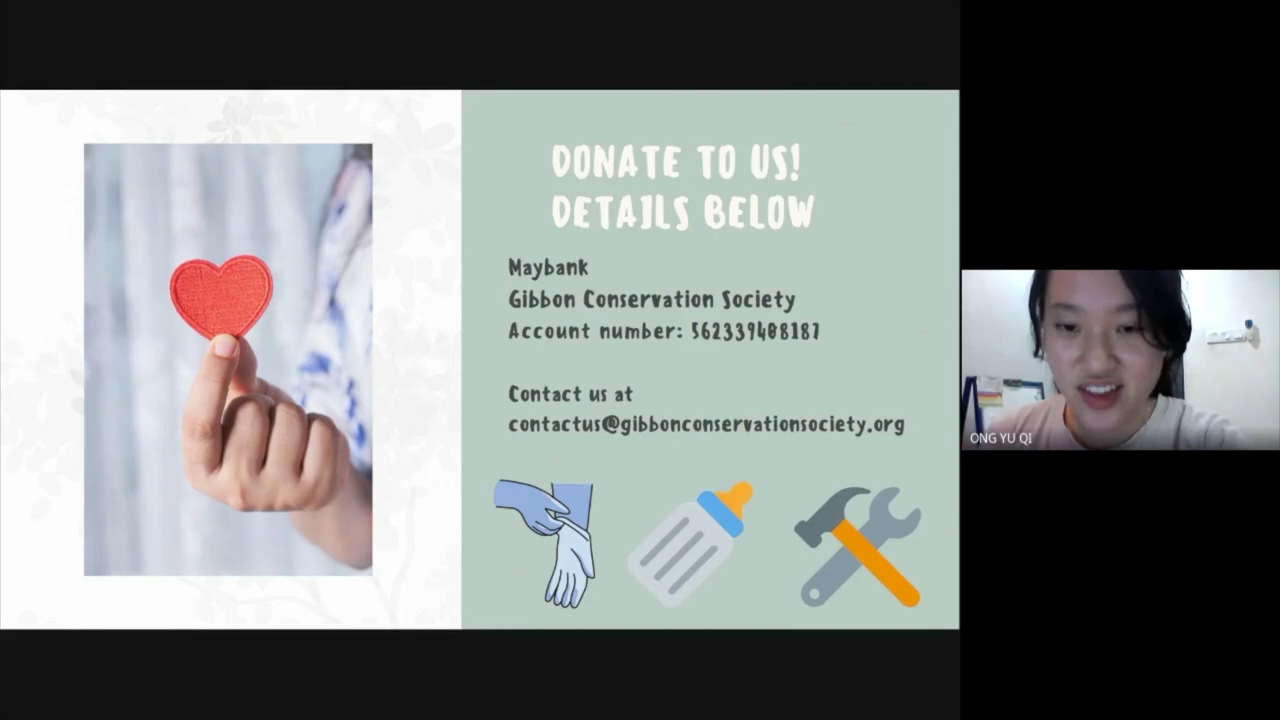 DONATE TO US!
DETAILS BELOW
Maybank
Gibbon Conservation Society
Account number: 562339408187
Contact us at
contactus@gibbonconservationsociety.org
ONG YU QI